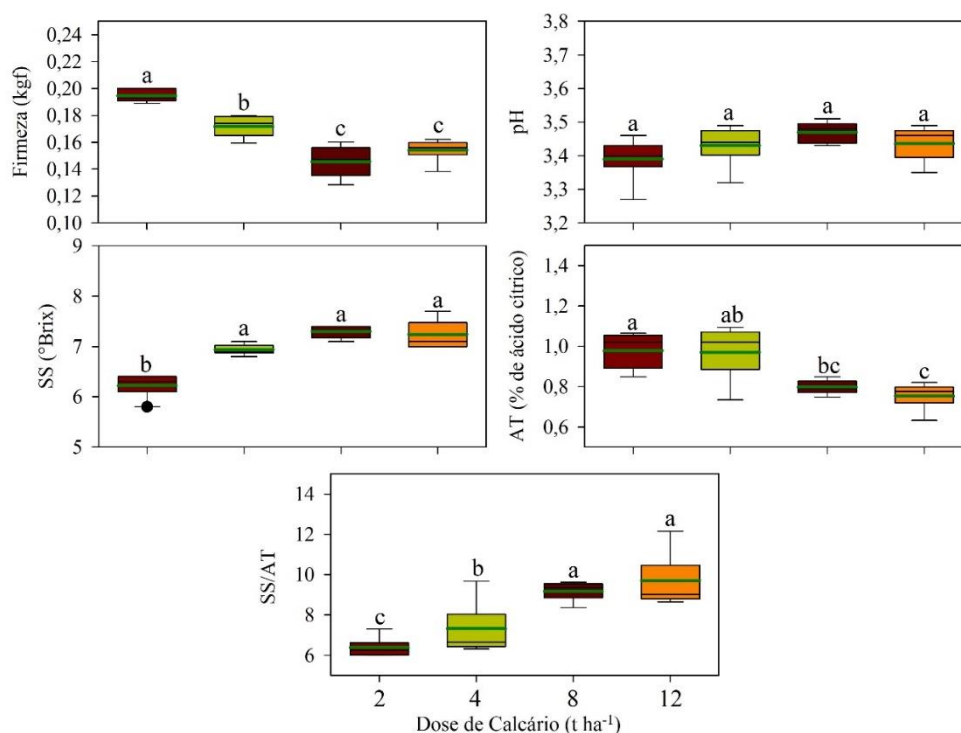 Firmeza (kgf)
0,24
0,22
0,20
0,18
0,16
0,14
0,12
0,10
a
b
c
c
pH
3,8
3,7
3,6
3,5
3,4
3,3
3,2
a
a
a
a
SS (°Brix)
9
8
7
6
5
b
a
a
a
AT (% de ácido cítrico)
1,4
1,2
1,0
0,8
0,6
a
ab
bc
c
SS/AT
14
12
10
8
6
c
b
a
a
2 4 8 12
Dose de Calcário (t ha⁻¹)